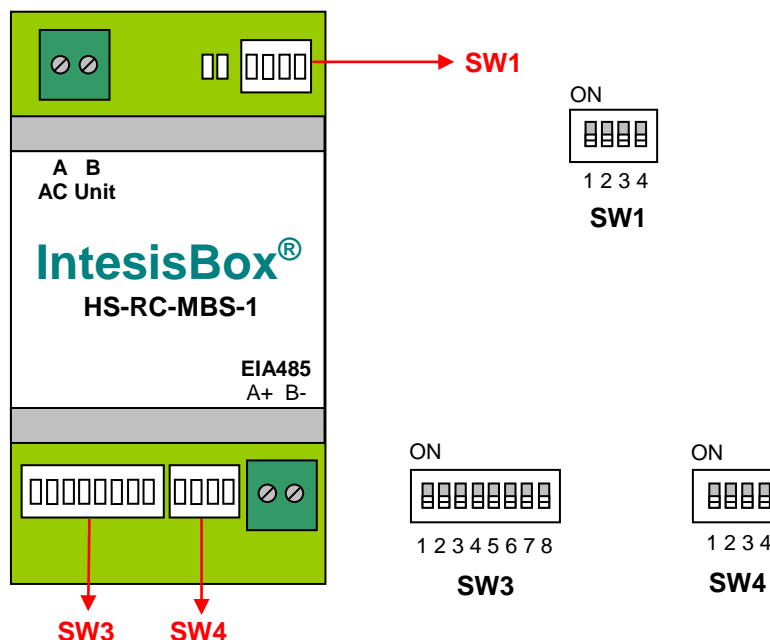 SW1
ON
1 2 3 4
SW1
A B
AC Unit
IntesisBox®
HS-RC-MBS-1
EIA485
A+ B-
ON
1 2 3 4 5 6 7 8
SW3
ON
1 2 3 4
SW4
SW3 SW4